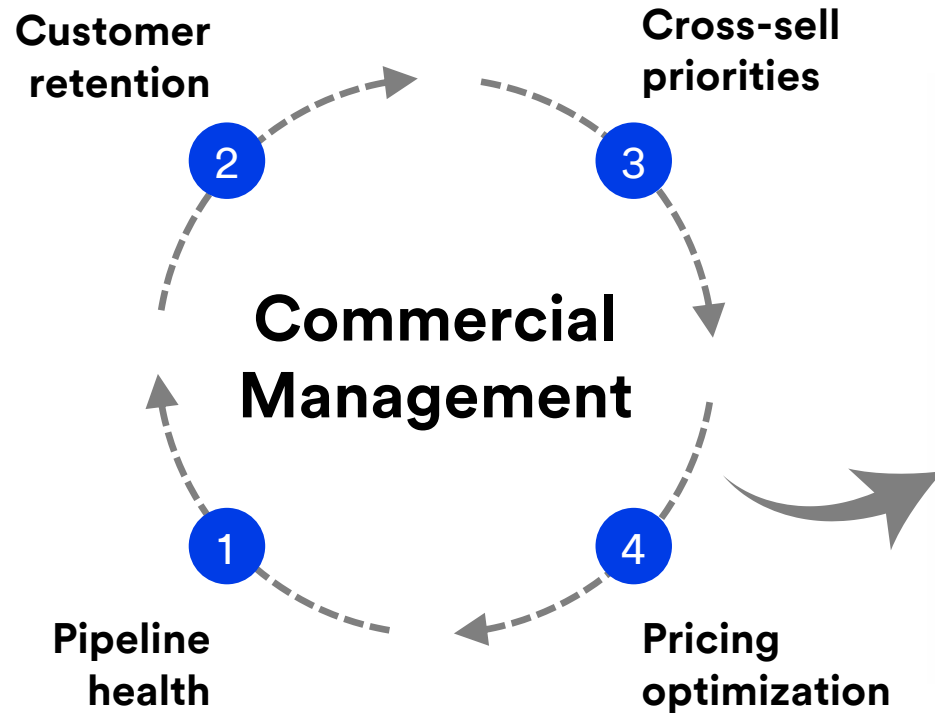 Customer
retention
Cross-sell
priorities
2
3
Commercial
Management
1
4
Pipeline
health
Pricing
optimization